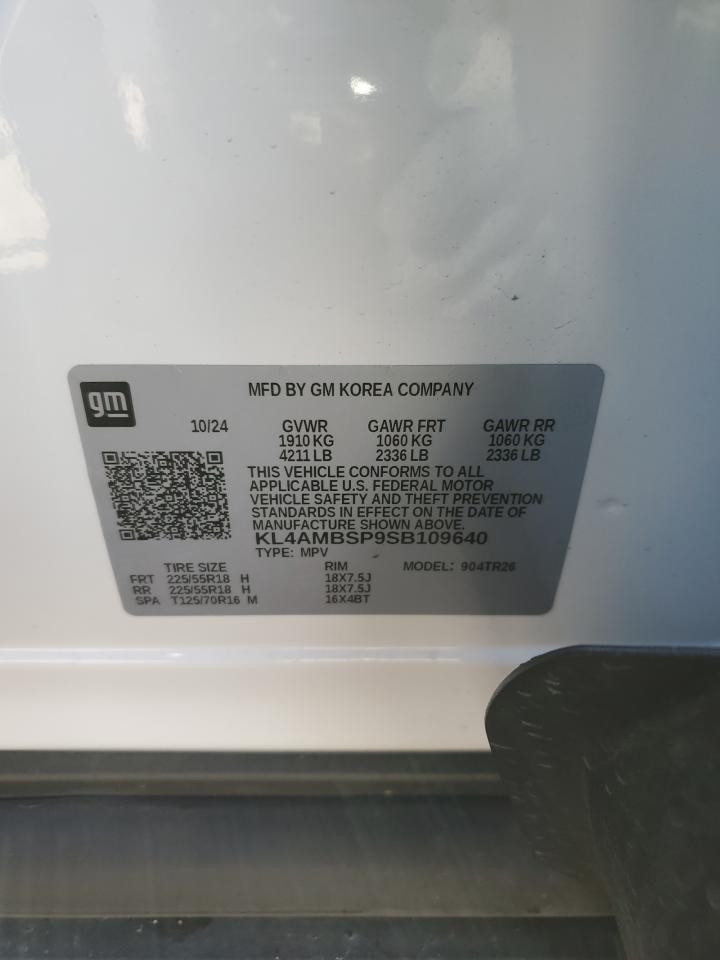 gm
MFD BY GM KOREA COMPANY
10/24 GVWR GAWR FRT GAWR RR
1910 KG 1060 KG 1060 KG
4211 LB 2336 LB 2336 LB
THIS VEHICLE CONFORMS TO ALL
APPLICABLE U.S. FEDERAL MOTOR
VEHICLE SAFETY AND THEFT PREVENTION
STANDARDS IN EFFECT ON THE DATE OF
MANUFACTURE SHOWN ABOVE.
KL4AMBSP9SB109640
TYPE: MPV
TIRE SIZE RIM MODEL: 904TR26
FRT 225/55R18 H 18X7.5J
RR 225/55R18 H 18X7.5J
SPA T125/70R16 M 16X4BT